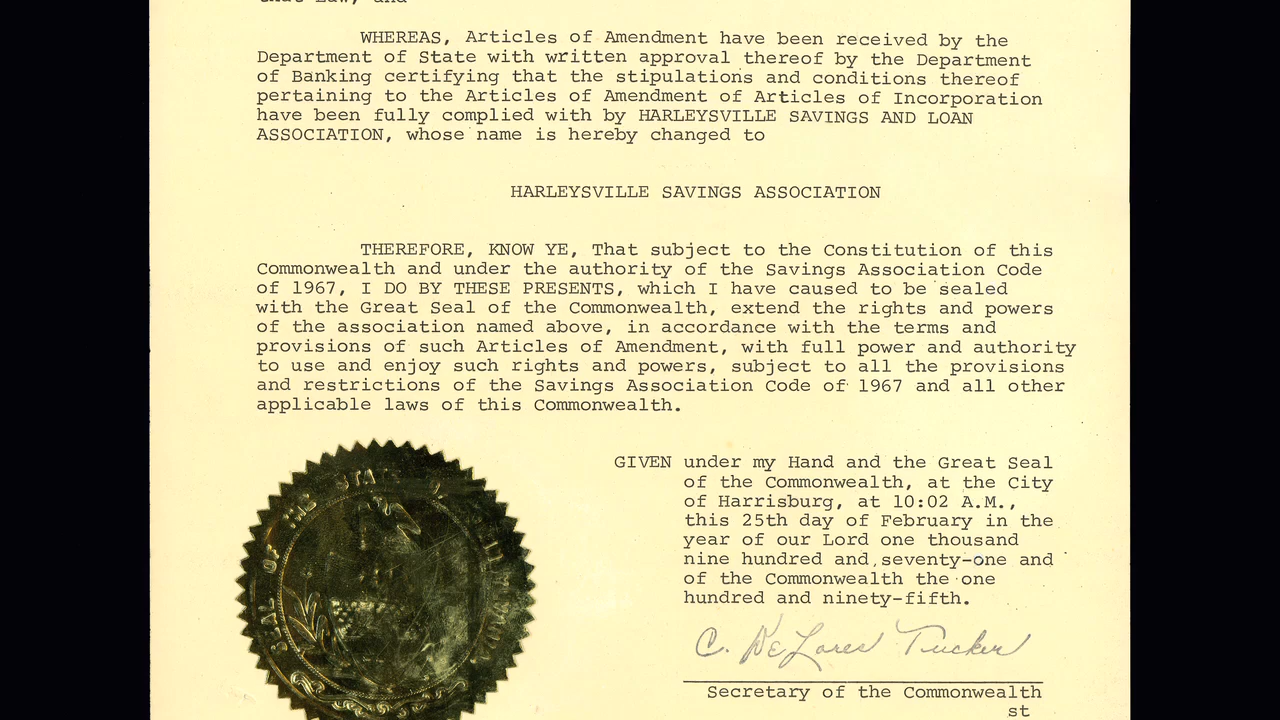 that Law, and
WHEREAS, Articles of Amendment have been received by the
Department of State with written approval thereof by the Department
of Banking certifying that the stipulations and conditions thereof
pertaining to the Articles of Amendment of Articles of Incorporation
have been fully complied with by HARLEYSVILLE SAVINGS AND LOAN
ASSOCIATION, whose name is hereby changed to
HARLEYSVILLE SAVINGS ASSOCIATION
THEREFORE, KNOW YE, That subject to the Constitution of this
Commonwealth and under the authority of the Savings Association Code
of 1967, I DO BY THESE PRESENTS, which I have caused to be sealed
with the Great Seal of the Commonwealth, extend the rights and powers
of the association named above, in accordance with the terms and
provisions of such Articles of Amendment, with full power and authority
to use and enjoy such rights and powers, subject to all the provisions
and restrictions of the Savings Association Code of 1967 and all other
applicable laws of this Commonwealth.
GIVEN under my Hand and the Great Seal
of the Commonwealth, at the City
of Harrisburg, at 10:02 A.M.,
this 25th day of February in the
year of our Lord one thousand
nine hundred and seventy-one and
of the Commonwealth the one
hundred and ninety-fifth.
C. DeLores Tucker
Secretary of the Commonwealth
st
SEAL OF THE STATE